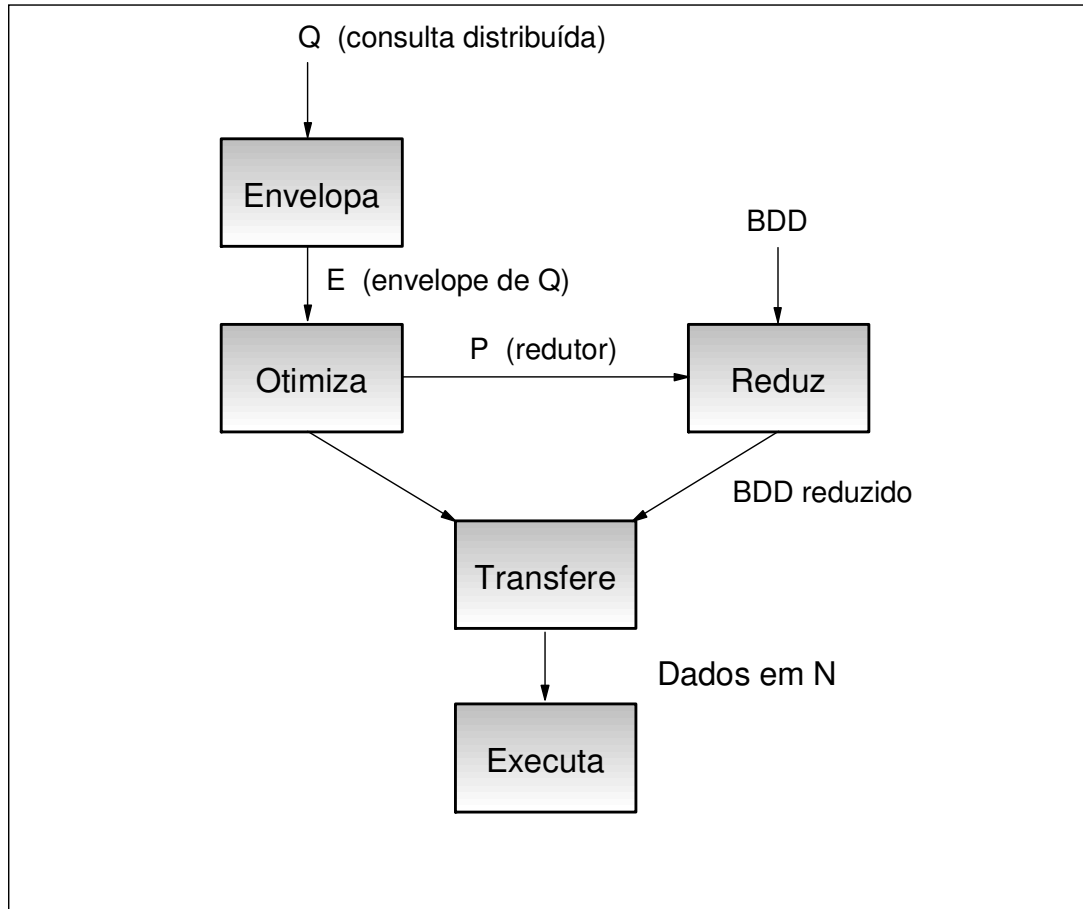 Q (consulta distribuída)
Envelopa
BDD
E (envelope de Q)
P (redutor)
Otimiza
Reduz
BDD reduzido
Transfere
Dados em N
Executa